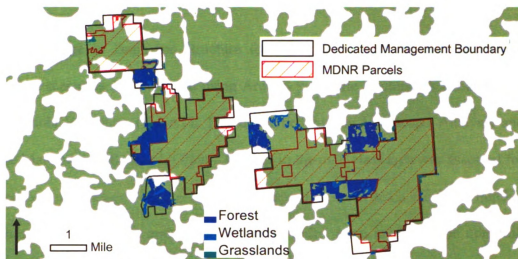 Dedicated Management Boundary
MDNR Parcels
Forest
Wetlands
Grasslands
1
Mile